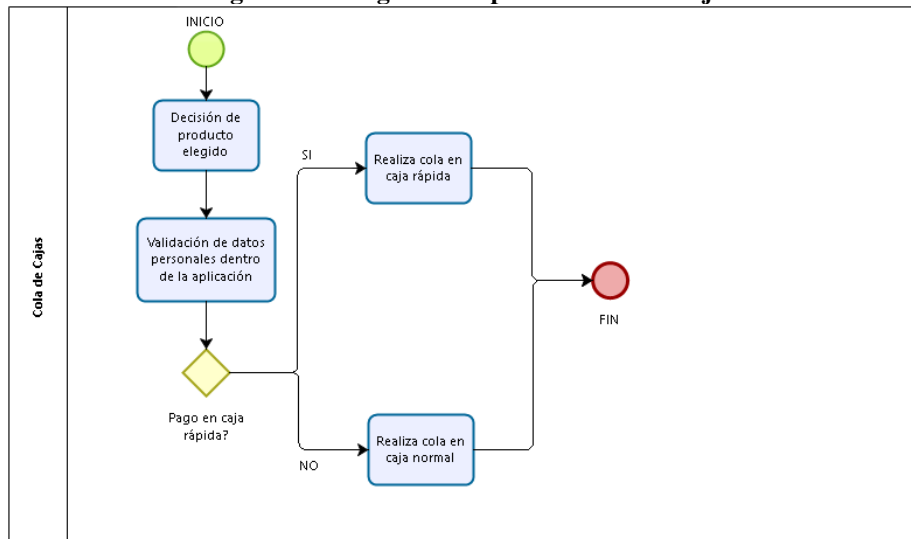 INICIO
Decisión de
producto
elegido
Validación de datos
personales dentro
de la aplicación
Pago en caja
rápida?
SI
Realiza cola en
caja rápida
NO
Realiza cola en
caja normal
FIN
Cola de Cajas